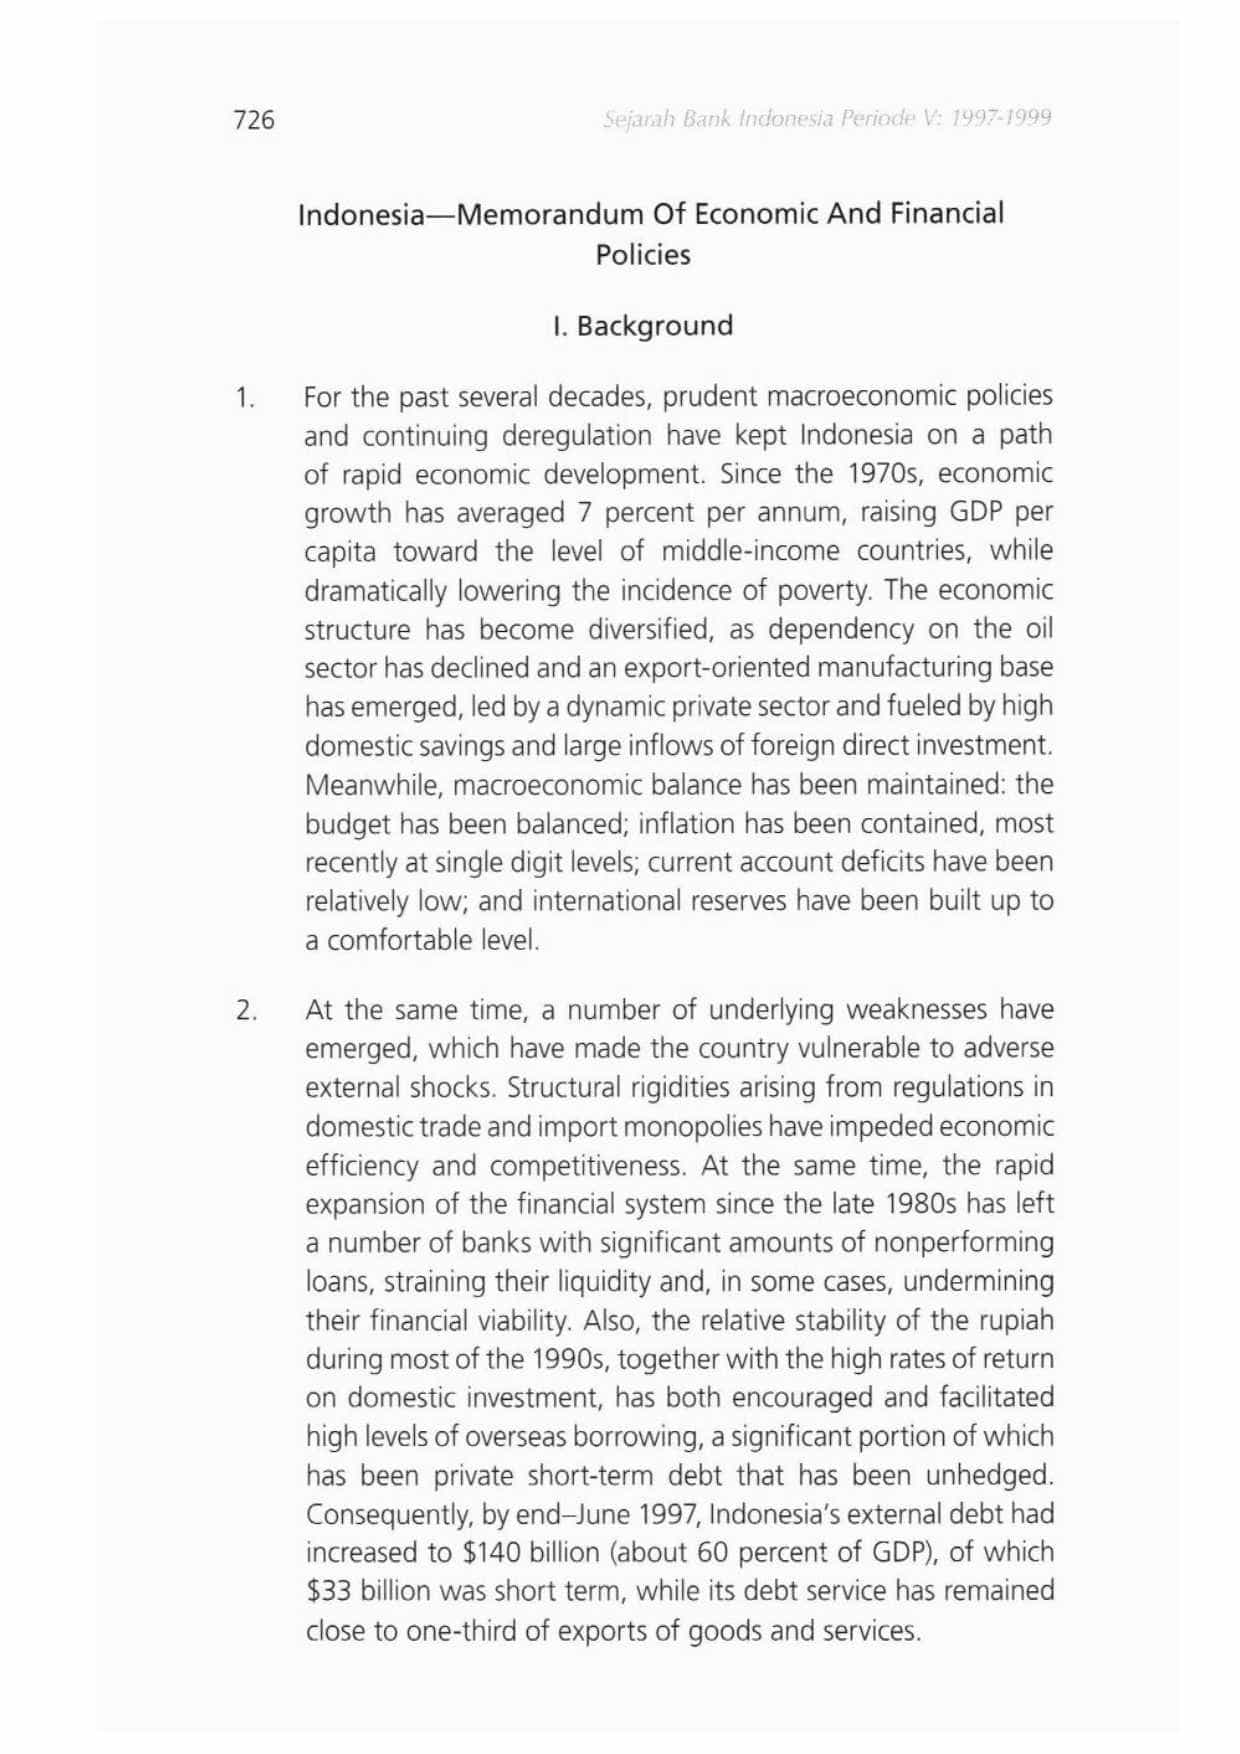 726
Sejarah Bank Indonesia Periode V: 1997-1999
Indonesia—Memorandum Of Economic And Financial
Policies
I. Background
1. For the past several decades, prudent macroeconomic policies
and continuing deregulation have kept Indonesia on a path
of rapid economic development. Since the 1970s, economic
growth has averaged 7 percent per annum, raising GDP per
capita toward the level of middle-income countries, while
dramatically lowering the incidence of poverty. The economic
structure has become diversified, as dependency on the oil
sector has declined and an export-oriented manufacturing base
has emerged, led by a dynamic private sector and fueled by high
domestic savings and large inflows of foreign direct investment.
Meanwhile, macroeconomic balance has been maintained: the
budget has been balanced; inflation has been contained, most
recently at single digit levels; current account deficits have been
relatively low; and international reserves have been built up to
a comfortable level.
2. At the same time, a number of underlying weaknesses have
emerged, which have made the country vulnerable to adverse
external shocks. Structural rigidities arising from regulations in
domestic trade and import monopolies have impeded economic
efficiency and competitiveness. At the same time, the rapid
expansion of the financial system since the late 1980s has left
a number of banks with significant amounts of nonperforming
loans, straining their liquidity and, in some cases, undermining
their financial viability. Also, the relative stability of the rupiah
during most of the 1990s, together with the high rates of return
on domestic investment, has both encouraged and facilitated
high levels of overseas borrowing, a significant portion of which
has been private short-term debt that has been unhedged.
Consequently, by end–June 1997, Indonesia's external debt had
increased to $140 billion (about 60 percent of GDP), of which
$33 billion was short term, while its debt service has remained
close to one-third of exports of goods and services.